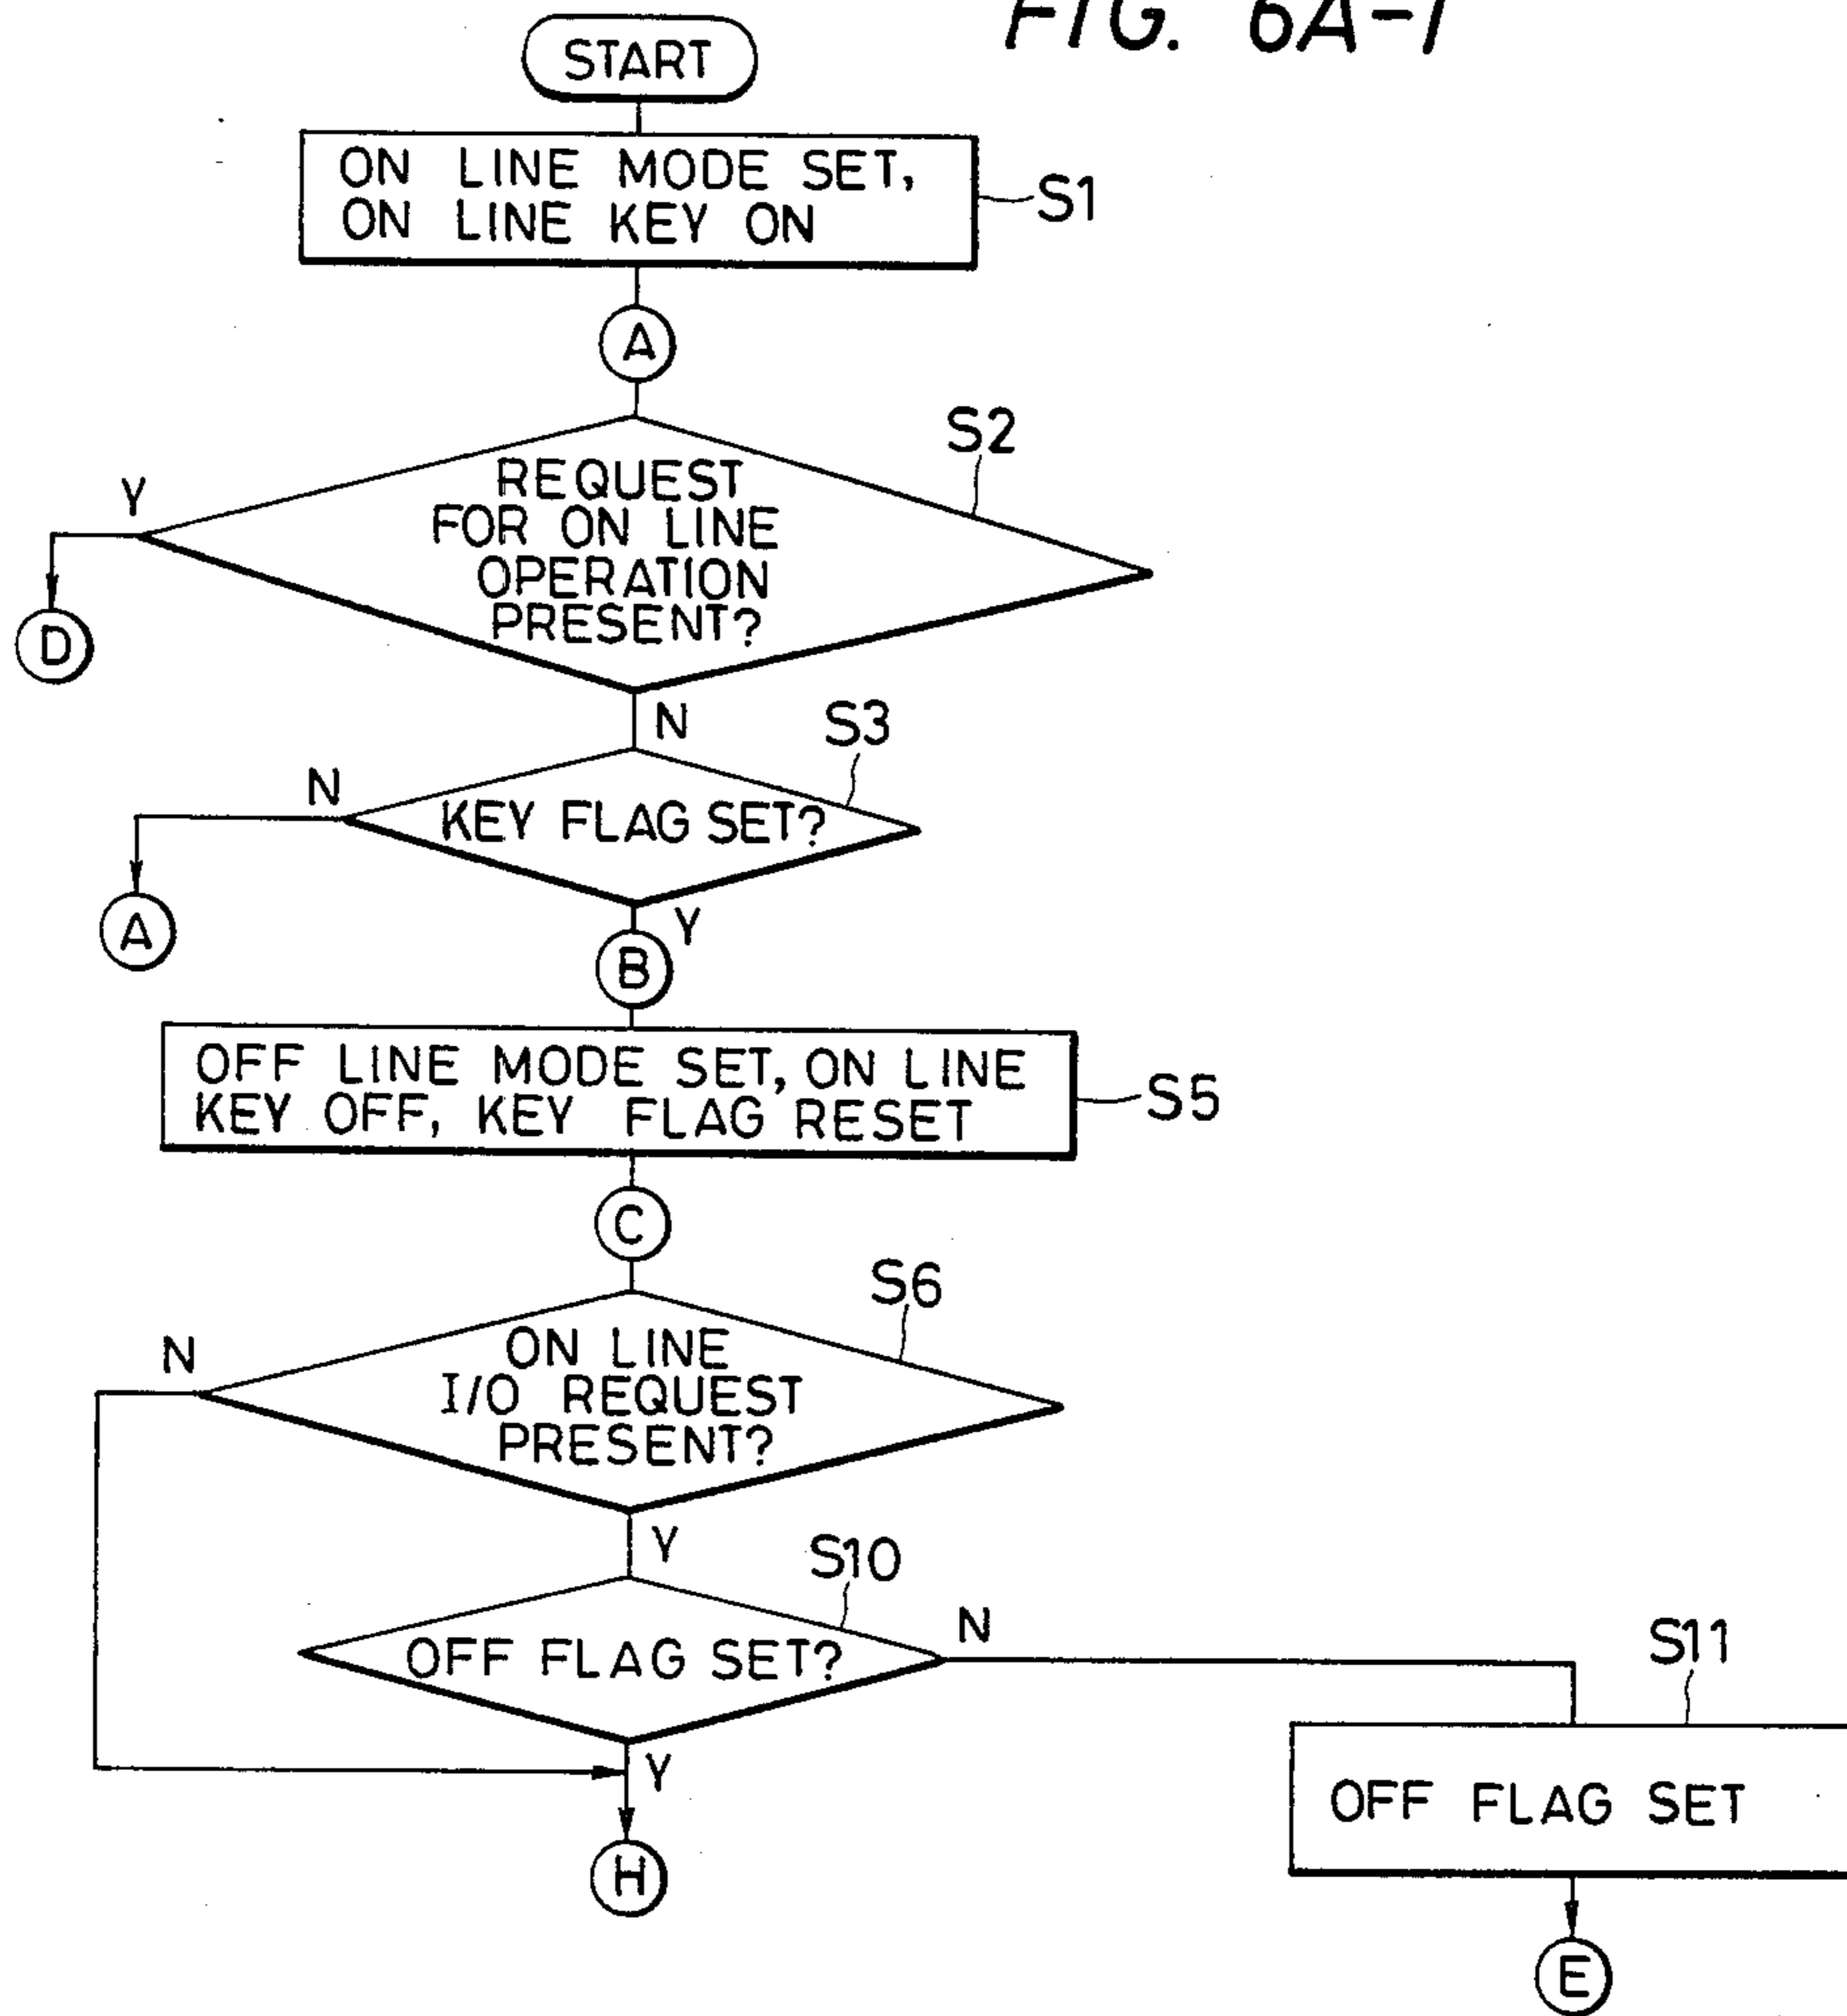 FIG. 6A-1
START
ON LINE MODE SET,
ON LINE KEY ON
S1
A
S2
REQUEST
FOR ON LINE
OPERATION
PRESENT?
Y
D
N
S3
KEY FLAG SET?
N
A
Y
B
OFF LINE MODE SET, ON LINE
KEY OFF, KEY FLAG RESET
S5
C
S6
ON LINE
I/O REQUEST
PRESENT?
N
Y
S10
OFF FLAG SET?
N
S11
OFF FLAG SET
Y
H
E